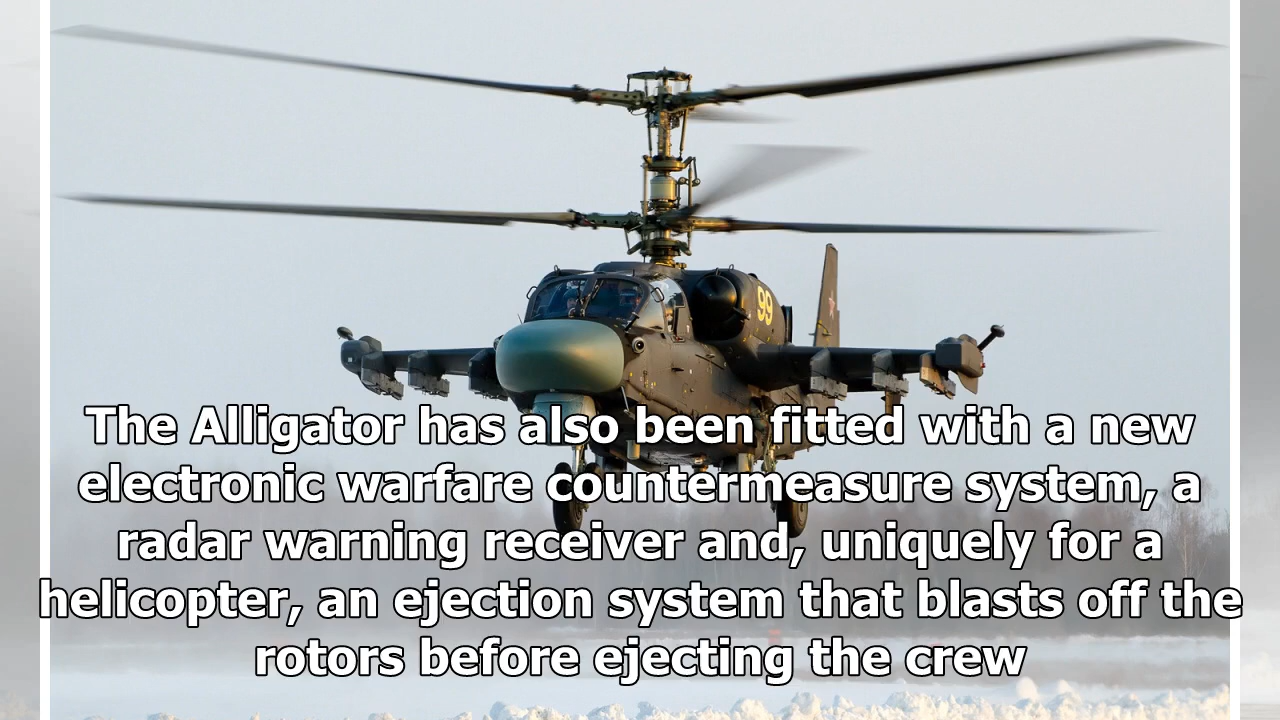 99
The Alligator has also been fitted with a new
electronic warfare countermeasure system, a
radar warning receiver and, uniquely for a
helicopter, an ejection system that blasts off the
rotors before ejecting the crew